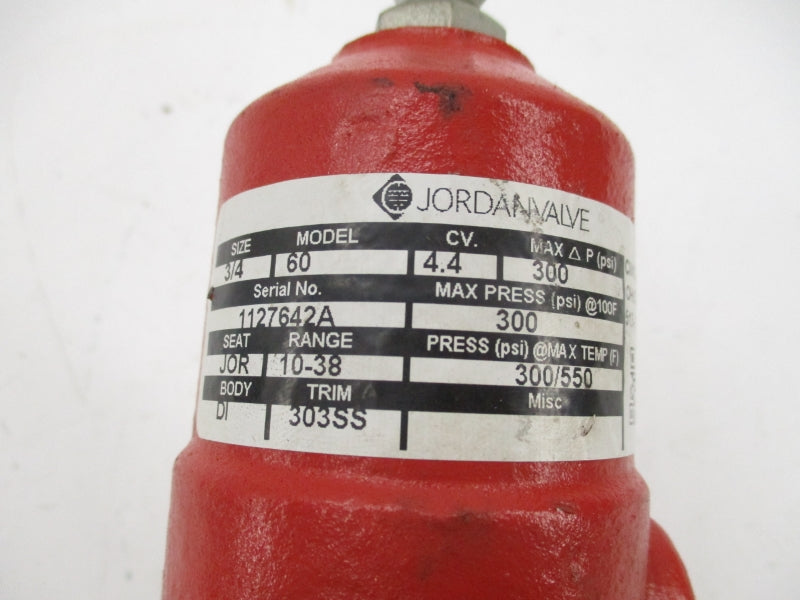 JORDANVALVE
SIZE MODEL CV. MAX Δ P (psi)
3/4 60 4.4 300
Serial No. MAX PRESS (psi) @100F
1127642A 300
SEAT RANGE PRESS (psi) @MAX TEMP (F)
JOR 10-38 300/550
BODY TRIM Misc
DI 303SS